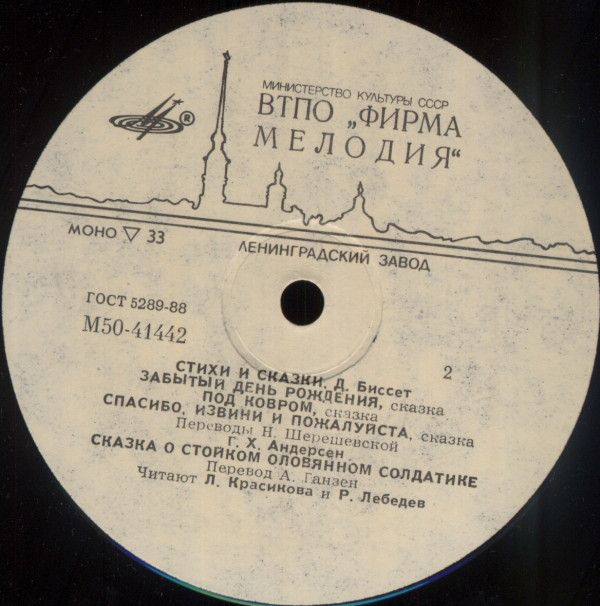 МИНИСТЕРСТВО КУЛЬТУРЫ СССР
ВТПО „ФИРМА
МЕЛОДИЯ“
®
МОНО ▽ 33
ЛЕНИНГРАДСКИЙ ЗАВОД
ГОСТ 5289-88
М50-41442
2
СТИХИ И СКАЗКИ. Д. Биссет
ЗАБЫТЫЙ ДЕНЬ РОЖДЕНИЯ, сказка
ПОД КОВРОМ, сказка
СПАСИБО, ИЗВИНИ И ПОЖАЛУЙСТА, сказка
Переводы Н. Шерешевской
Г. Х. Андерсен
СКАЗКА О СТОЙКОМ ОЛОВЯННОМ СОЛДАТИКЕ
Перевод А. Ганзен
Читают Л. Красикова и Р. Лебедев